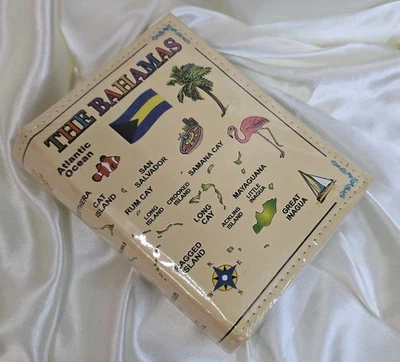 THE BAHAMAS
Atlantic
Ocean
SAN
SALVADOR
SAMANA CAY
CAT
ISLAND
RUM CAY
LONG
ISLAND
CROOKED
ISLAND
MAYAGUANA
LONG
CAY
ACKLINS
ISLAND
LITTLE
INAGUA
GREAT
INAGUA
RAGGED
ISLAND